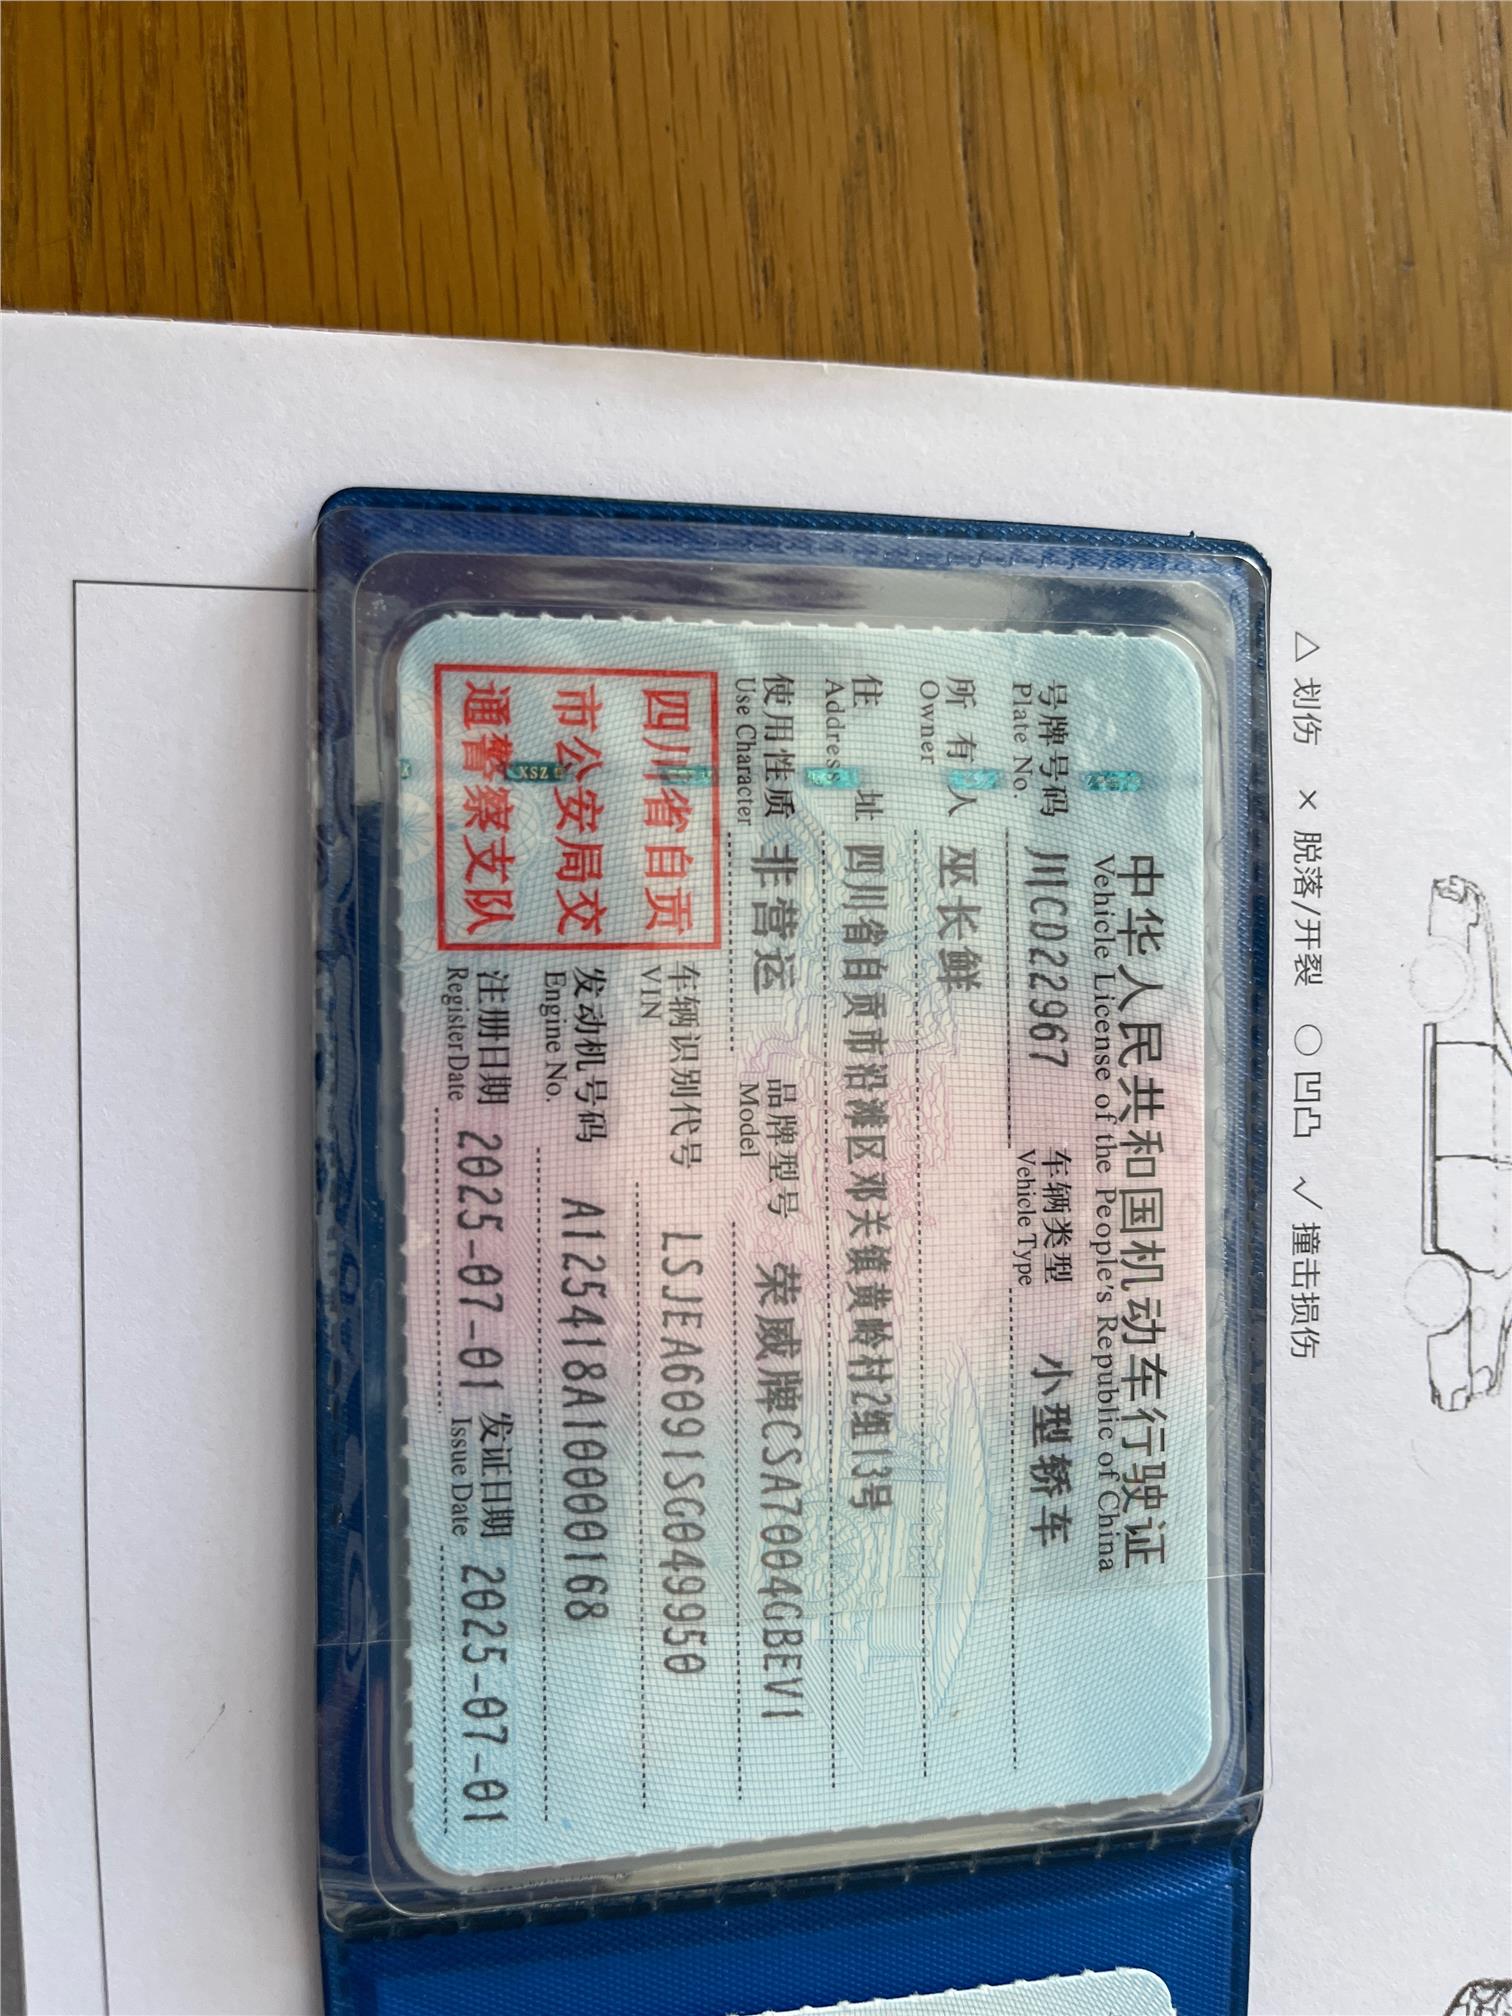 △ 划伤 × 脱落/开裂 ○ 凹凸 √ 撞击损伤
中华人民共和国机动车行驶证
Vehicle License of the People's Republic of China
号牌号码 川CD22967 车辆类型 小型轿车
Plate No. Vehicle Type
所有人 巫长鲜
Owner
住址 四川省自贡市沿滩区邓关镇黄岭村2组13号
Address
使用性质 非营运 品牌型号 荣威牌CSA7004GBEV1
Use Character Model
四川省自贡
市公安局交
通警察支队
车辆识别代号 LSJEA6091SG049950
VIN
发动机号码 A125418A10000168
Engine No.
注册日期 2025-07-01 发证日期 2025-07-01
Register Date Issue Date
XSZ